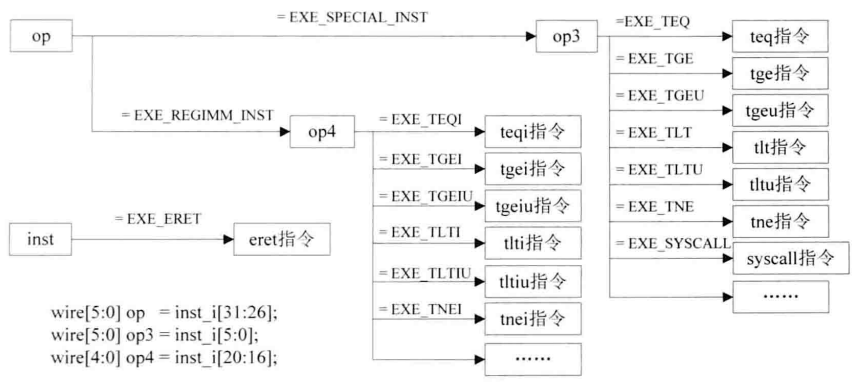 op
= EXE_SPECIAL_INST
op3
=EXE_TEQ
teq指令
= EXE_TGE
tge指令
= EXE_TGEU
tgeu指令
= EXE_TLT
tlt指令
= EXE_TLTU
tltu指令
= EXE_TNE
tne指令
= EXE_SYSCALL
syscall指令
……
= EXE_REGIMM_INST
op4
= EXE_TEQI
teqi指令
= EXE_TGEI
tgei指令
= EXE_TGEIU
tgeiu指令
= EXE_TLTI
tlti指令
= EXE_TLTIU
tltiu指令
= EXE_TNEI
tnei指令
……
inst
= EXE_ERET
eret指令
wire[5:0] op = inst_i[31:26];
wire[5:0] op3 = inst_i[5:0];
wire[4:0] op4 = inst_i[20:16];